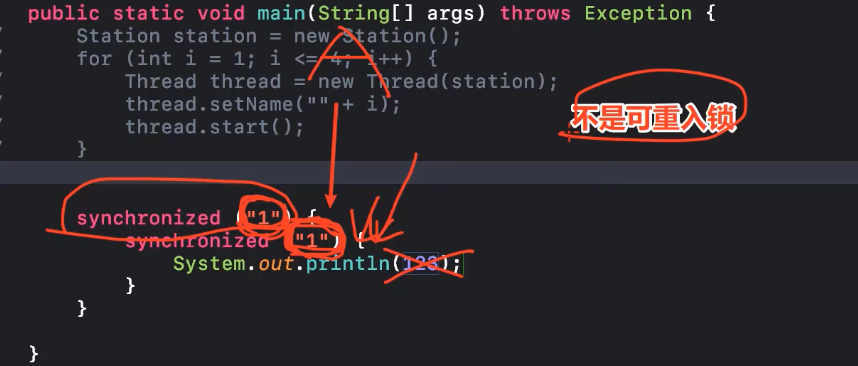 public static void main(String[] args) throws Exception {
Station station = new Station();
for (int i = 1; i <= 4; i++) {
Thread thread = new Thread(station);
thread.setName("" + i);
不是可重入锁
thread.start();
}
synchronized ("1") {
synchronized ("1") {
System.out.println(123);
}
}
}